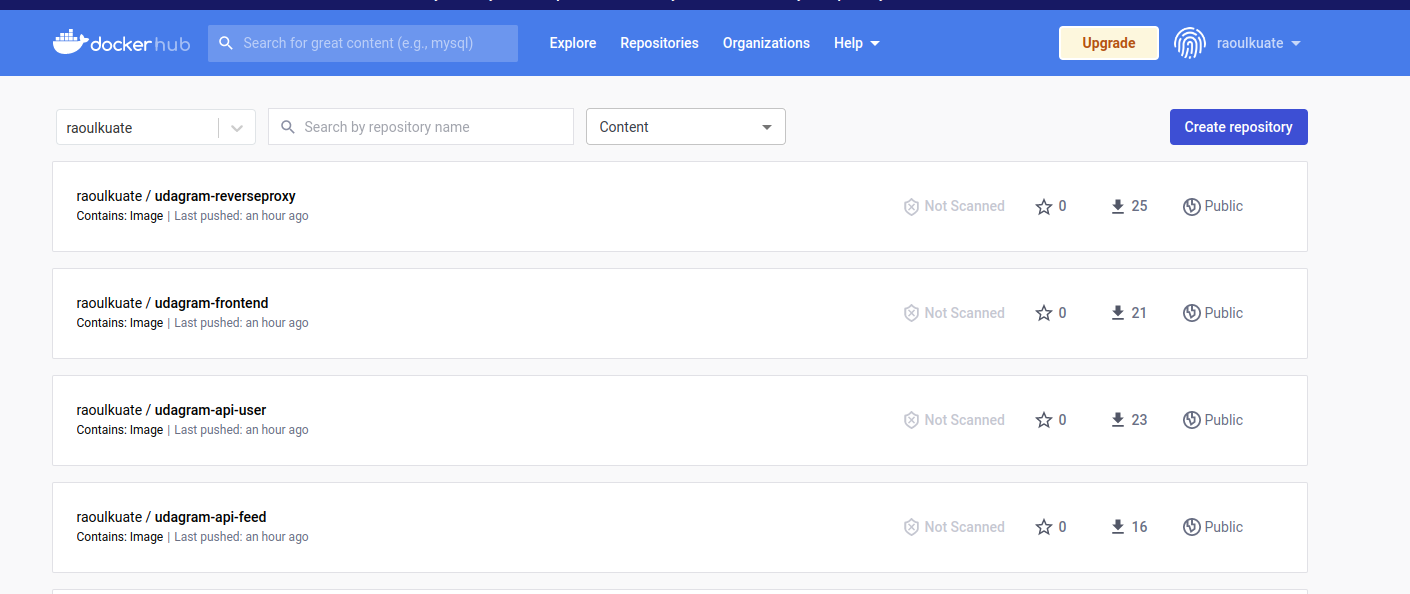 docker hub
Search for great content (e.g., mysql)
Explore
Repositories
Organizations
Help
Upgrade
raoulkuate
raoulkuate
Search by repository name
Content
Create repository
raoulkuate / udagram-reverseproxy
Contains: Image | Last pushed: an hour ago
Not Scanned
0
25
Public
raoulkuate / udagram-frontend
Contains: Image | Last pushed: an hour ago
Not Scanned
0
21
Public
raoulkuate / udagram-api-user
Contains: Image | Last pushed: an hour ago
Not Scanned
0
23
Public
raoulkuate / udagram-api-feed
Contains: Image | Last pushed: an hour ago
Not Scanned
0
16
Public